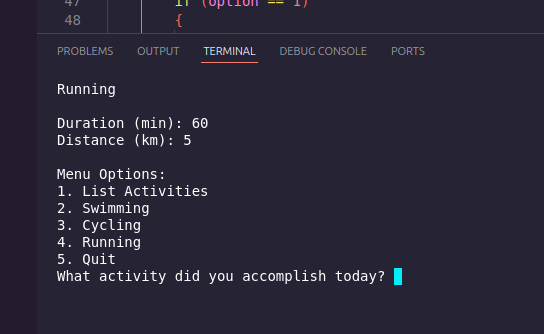 47 if (option == 1)
48 {
PROBLEMS OUTPUT TERMINAL DEBUG CONSOLE PORTS
Running
Duration (min): 60
Distance (km): 5
Menu Options:
1. List Activities
2. Swimming
3. Cycling
4. Running
5. Quit
What activity did you accomplish today?